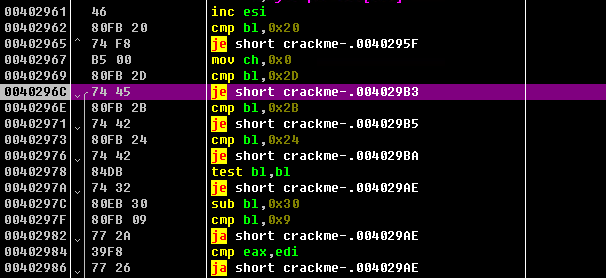 00402961 46 inc esi
00402962 80FB 20 cmp bl,0x20
00402965 74 F8 je short crackme-.0040295F
00402967 B5 00 mov ch,0x0
00402969 80FB 2D cmp bl,0x2D
0040296C 74 45 je short crackme-.004029B3
0040296E 80FB 2B cmp bl,0x2B
00402971 74 42 je short crackme-.004029B5
00402973 80FB 24 cmp bl,0x24
00402976 74 42 je short crackme-.004029BA
00402978 84DB test bl,bl
0040297A 74 32 je short crackme-.004029AE
0040297C 80EB 30 sub bl,0x30
0040297F 80FB 09 cmp bl,0x9
00402982 77 2A ja short crackme-.004029AE
00402984 39F8 cmp eax,edi
00402986 77 26 ja short crackme-.004029AE